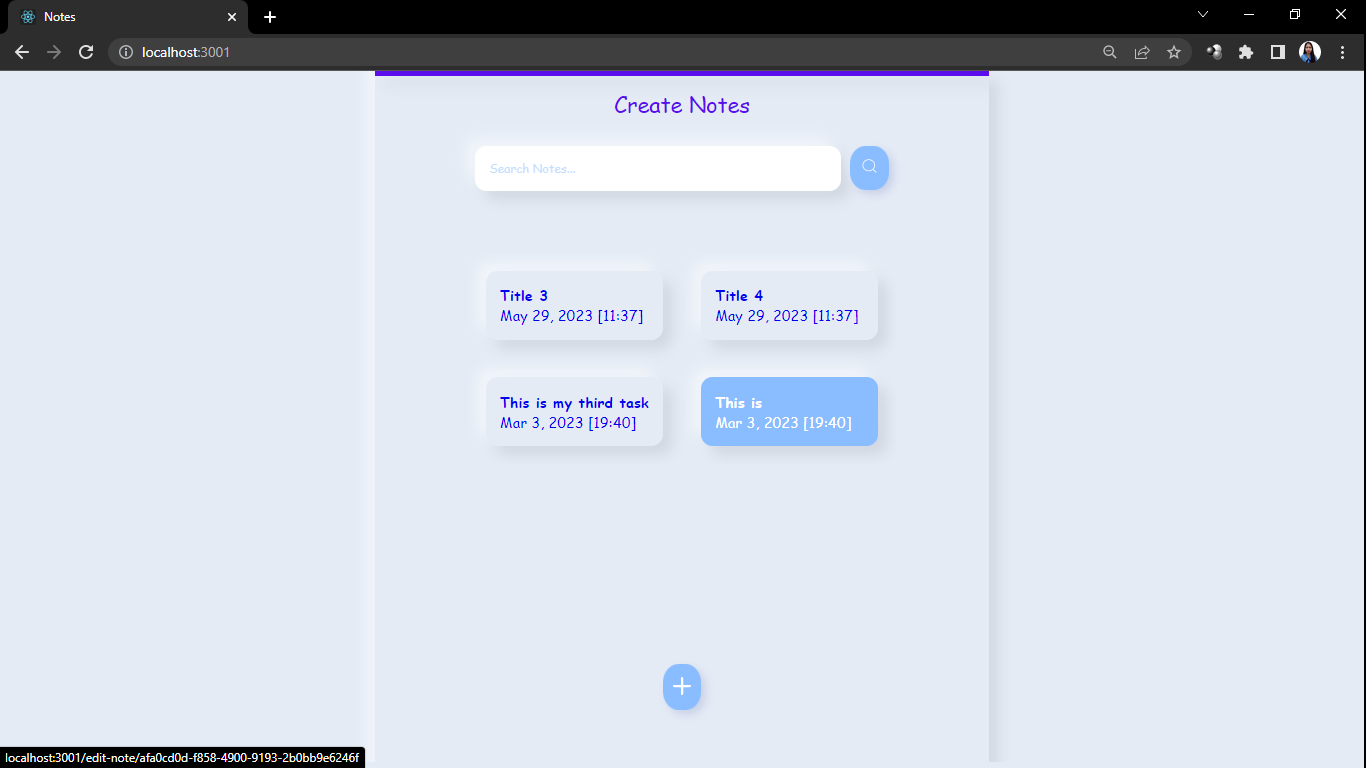 Notes
localhost:3001
Create Notes
Search Notes...
Title 3
May 29, 2023 [11:37]
Title 4
May 29, 2023 [11:37]
This is my third task
Mar 3, 2023 [19:40]
This is
Mar 3, 2023 [19:40]
localhost:3001/edit-note/afa0cd0d-f858-4900-9193-2b0bb9e6246f